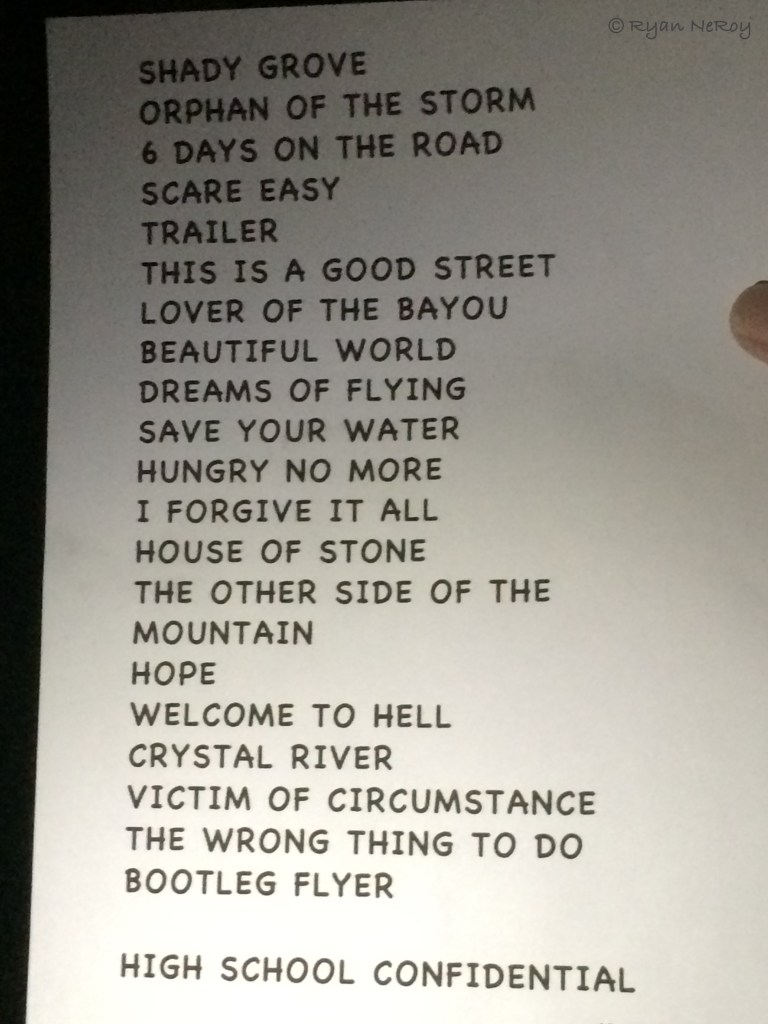 © Ryan NeRoy
SHADY GROVE
ORPHAN OF THE STORM
6 DAYS ON THE ROAD
SCARE EASY
TRAILER
THIS IS A GOOD STREET
LOVER OF THE BAYOU
BEAUTIFUL WORLD
DREAMS OF FLYING
SAVE YOUR WATER
HUNGRY NO MORE
I FORGIVE IT ALL
HOUSE OF STONE
THE OTHER SIDE OF THE
MOUNTAIN
HOPE
WELCOME TO HELL
CRYSTAL RIVER
VICTIM OF CIRCUMSTANCE
THE WRONG THING TO DO
BOOTLEG FLYER
HIGH SCHOOL CONFIDENTIAL